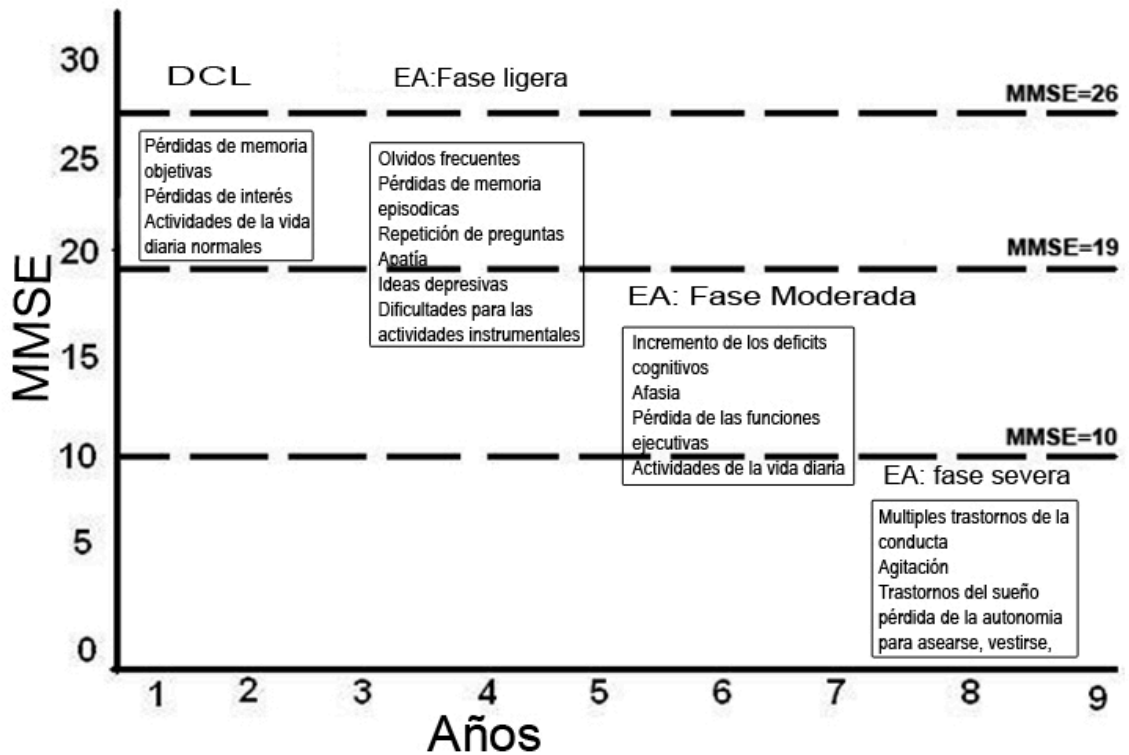 30
DCL
EA:Fase ligera
MMSE=26
25
Pérdidas de memoria
objetivas
Pérdidas de interés
Actividades de la vida
diaria normales
Olvidos frecuentes
Pérdidas de memoria
episodicas
Repetición de preguntas
Apatía
Ideas depresivas
Dificultades para las
actividades instrumentales
20
MMSE=19
MMSE
EA: Fase Moderada
15
Incremento de los deficits
cognitivos
Afasia
Pérdida de las funciones
ejecutivas
Actividades de la vida diaria
10
MMSE=10
EA: fase severa
5
Multiples trastornos de la
conducta
Agitación
Trastornos del sueño
pérdida de la autonomia
para asearse, vestirse,
0
1 2 3 4 5 6 7 8 9
Años